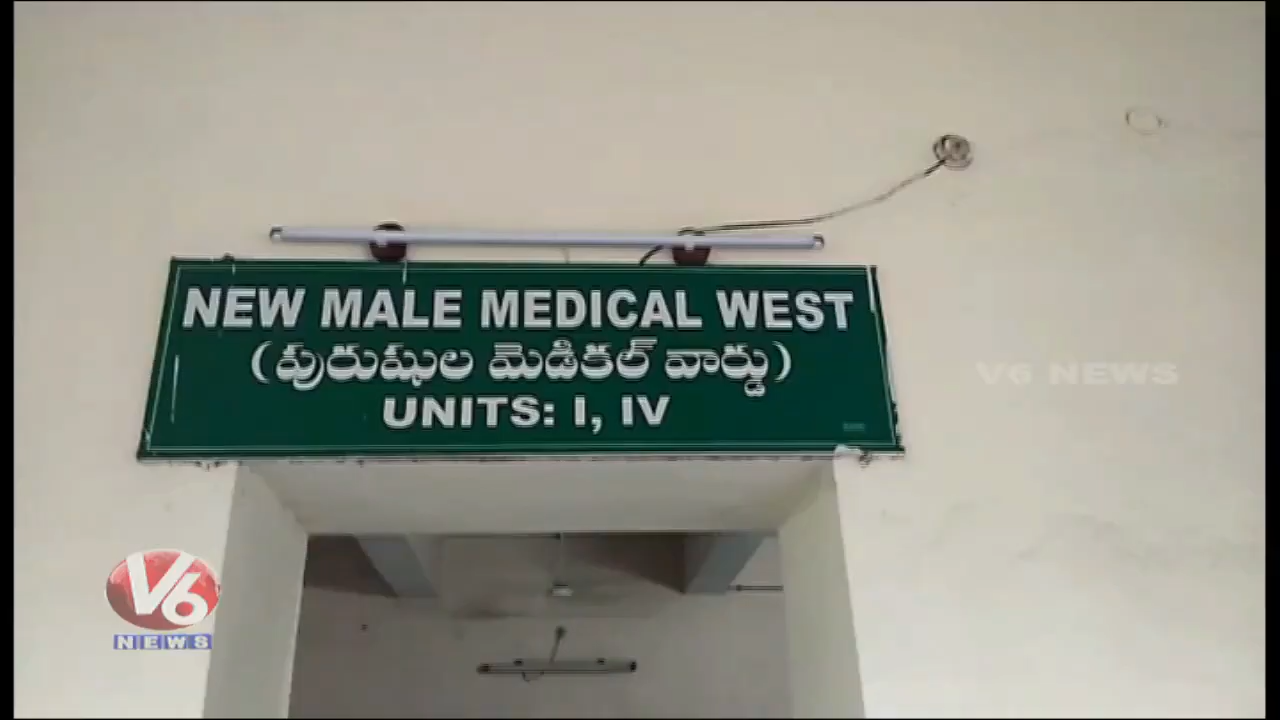 NEW MALE MEDICAL WEST
(పురుషుల మెడికల్ వార్డు)
UNITS: I, IV
V6 NEWS
V6
NEWS